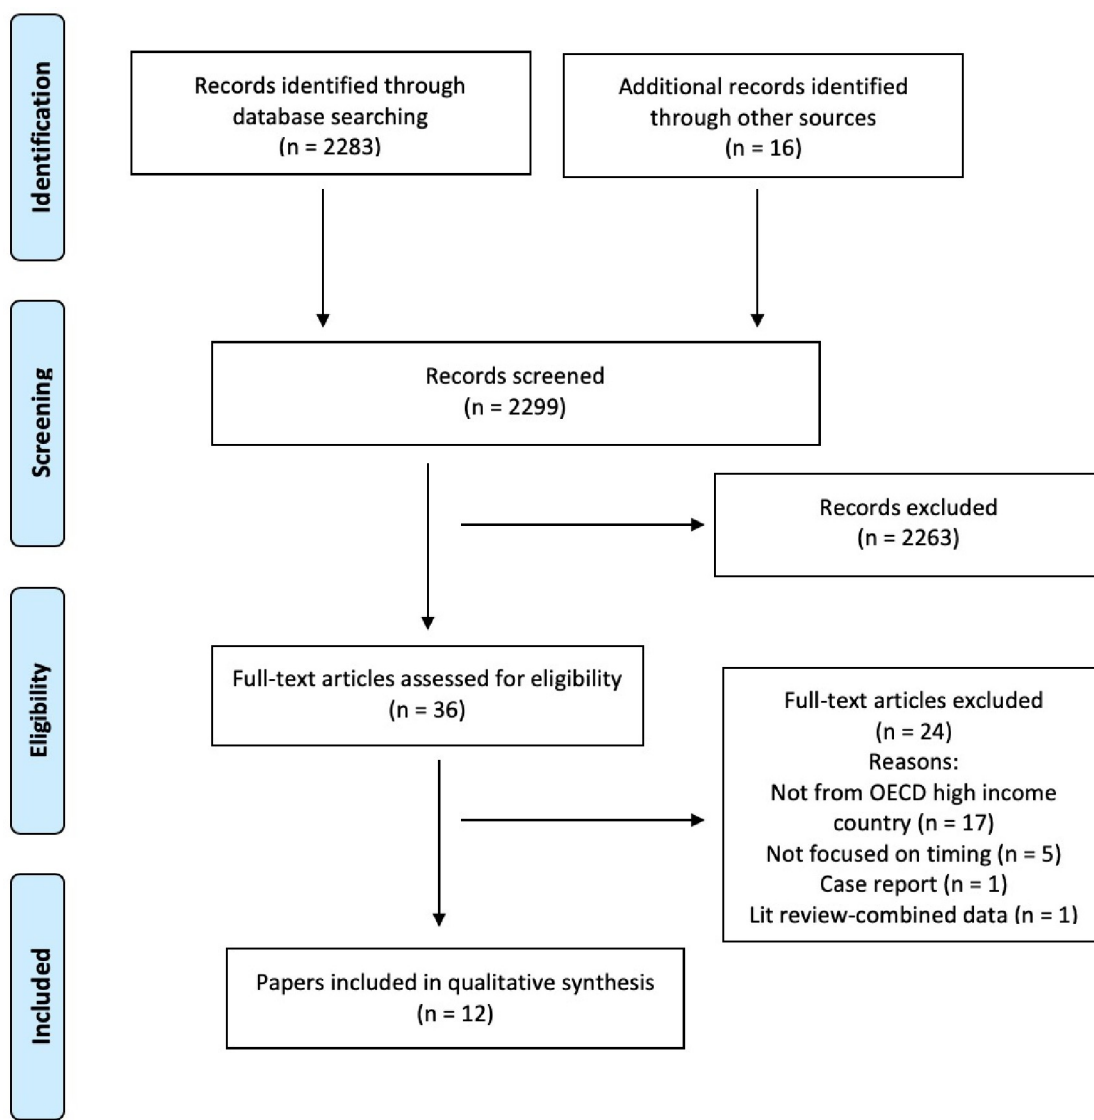 Identification
Records identified through
database searching
(n = 2283)
Additional records identified
through other sources
(n = 16)
Screening
Records screened
(n = 2299)
Records excluded
(n = 2263)
Eligibility
Full-text articles assessed for eligibility
(n = 36)
Full-text articles excluded
(n = 24)
Reasons:
Not from OECD high income
country (n = 17)
Not focused on timing (n = 5)
Case report (n = 1)
Lit review-combined data (n = 1)
Included
Papers included in qualitative synthesis
(n = 12)